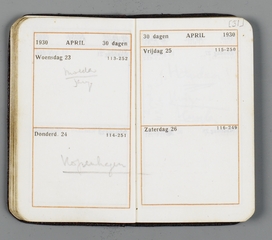 1930 APRIL 30 dagen
Woensdag 23 113-252
Donderd. 24 114-251
30 dagen APRIL 1930
Vrijdag 25 115-250
Zaterdag 26 116-249